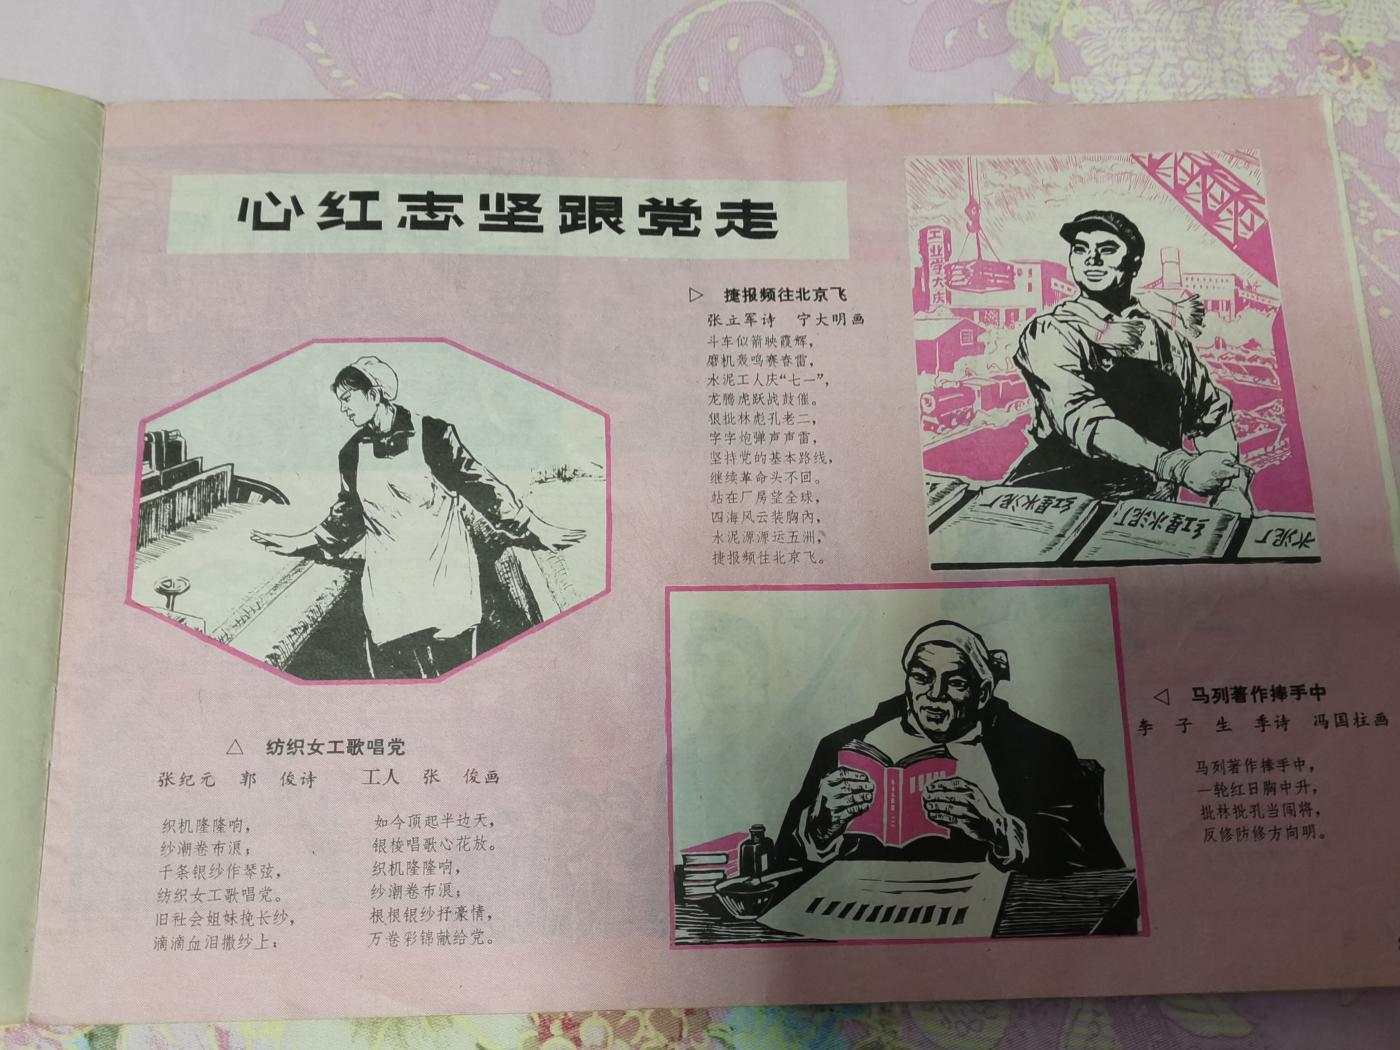 心红志坚跟党走
▷ 捷报频往北京飞
张立军诗 宁大明画
斗车似箭映霞辉，
磨机轰鸣赛春雷，
水泥工人庆“七一”，
龙腾虎跃战鼓催。
狠批林彪孔老二，
字字炮弹声声雷，
坚持党的基本路线，
继续革命头不回。
站在厂房望全球，
四海风云装胸内，
水泥源源运五洲，
捷报频往北京飞。
工业学大庆
红星水泥厂
红星水泥厂
水泥厂
△ 纺织女工歌唱党
张纪元 郭俊诗 工人 张俊画
织机隆隆响，
纱潮卷布浪；
千条银纱作琴弦，
纺织女工歌唱党。
旧社会姐妹挽长纱，
滴滴血泪撒纱上；
如今顶起半边天，
银梭唱歌心花放。
织机隆隆响，
纱潮卷布浪；
根根银纱抒豪情，
万卷彩锦献给党。
◁ 马列著作捧手中
李子生 季诗 冯国柱画
马列著作捧手中，
一轮红日胸中升，
批林批孔当闯将，
反修防修方向明。